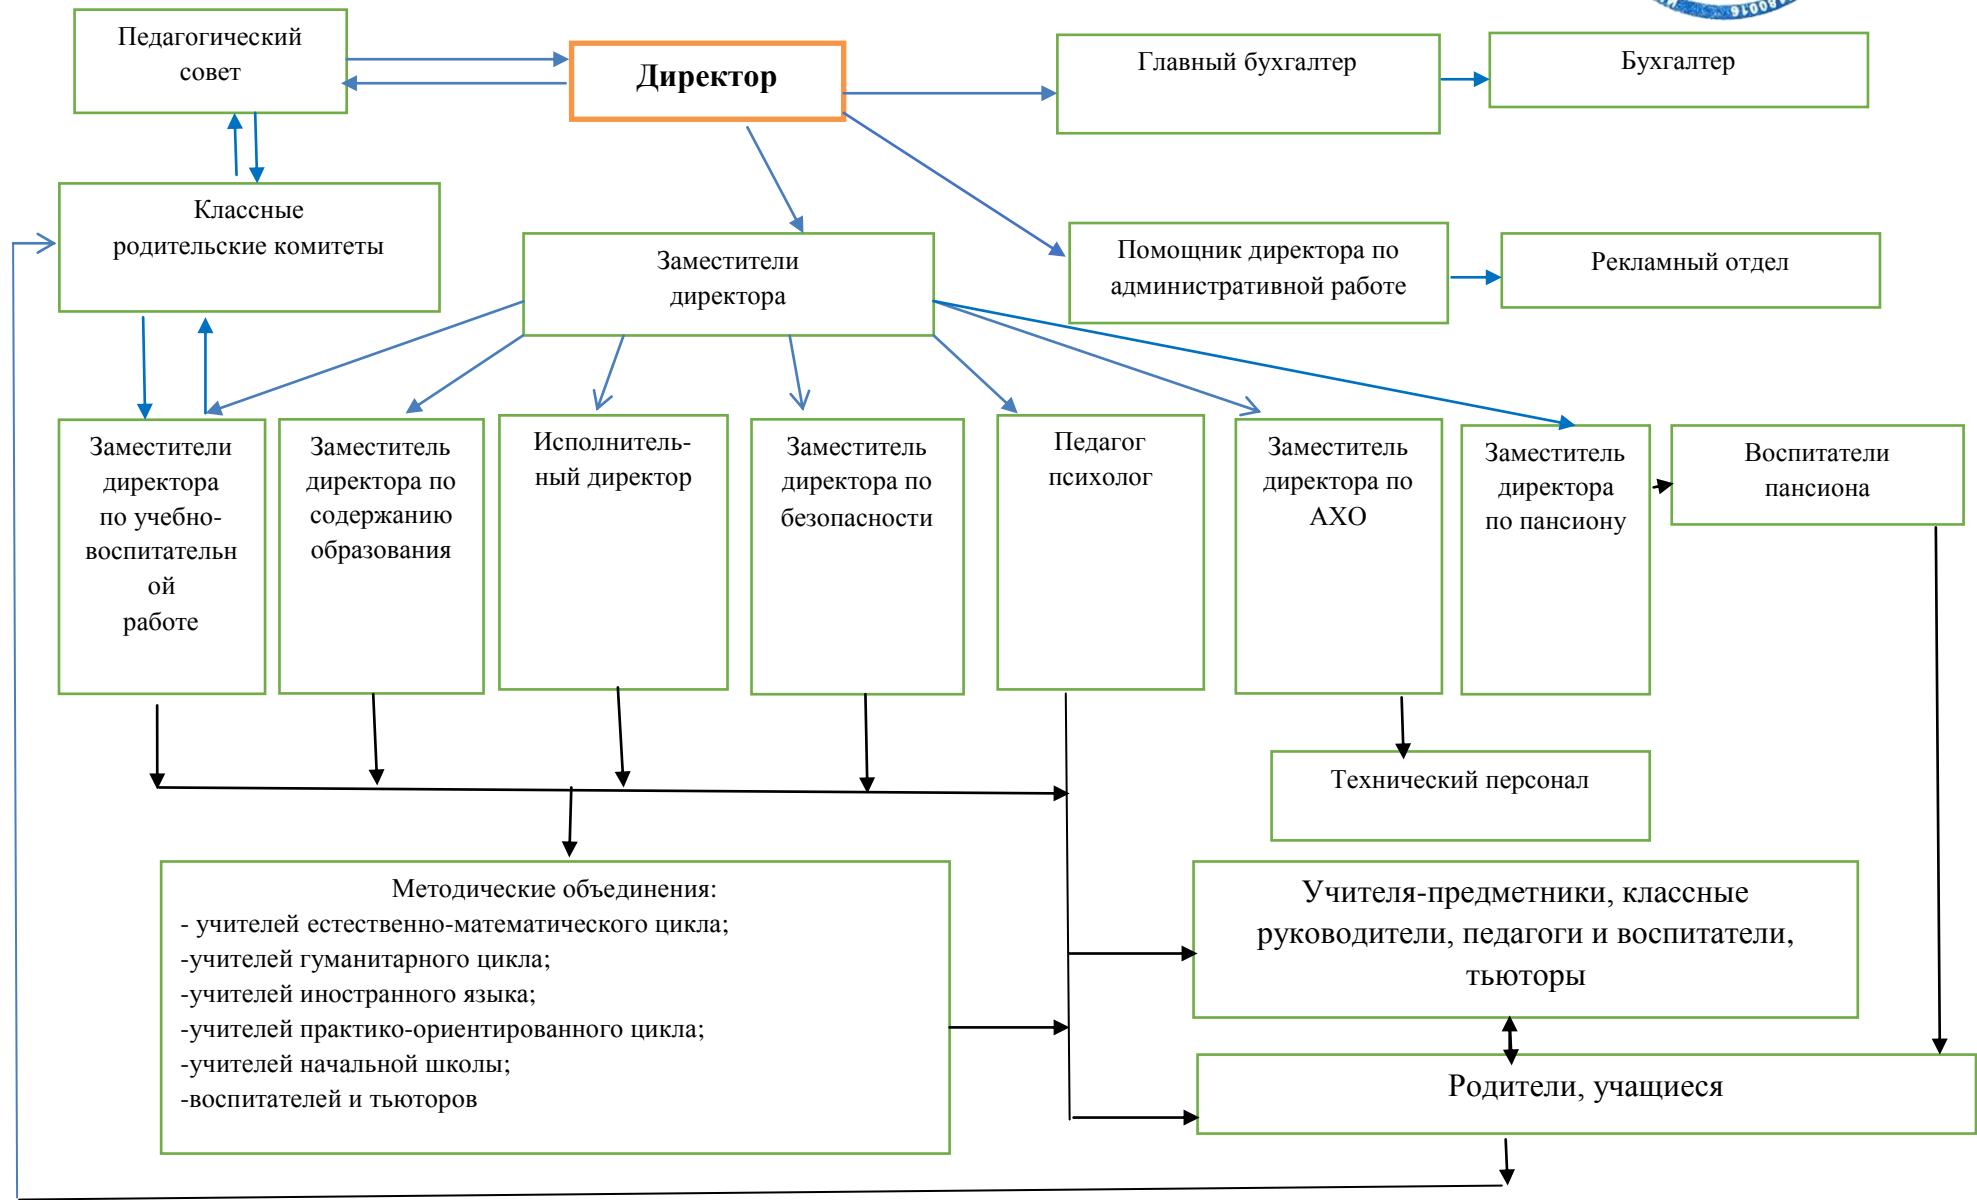 Педагогический
совет
Директор
Главный бухгалтер
Бухгалтер
Классные
родительские комитеты
Заместители
директора
Помощник директора по
административной работе
Рекламный отдел
Заместители
директора
по учебно-
воспитательн
ой
работе
Заместитель
директора по
содержанию
образования
Исполнитель-
ный директор
Заместитель
директора по
безопасности
Педагог
психолог
Заместитель
директора по
АХО
Заместитель
директора
по пансиону
Воспитатели
пансиона
Технический персонал
Методические объединения:
- учителей естественно-математического цикла;
-учителей гуманитарного цикла;
-учителей иностранного языка;
-учителей практико-ориентированного цикла;
-учителей начальной школы;
-воспитателей и тьюторов
Учителя-предметники, классные
руководители, педагоги и воспитатели,
тьюторы
Родители, учащиеся